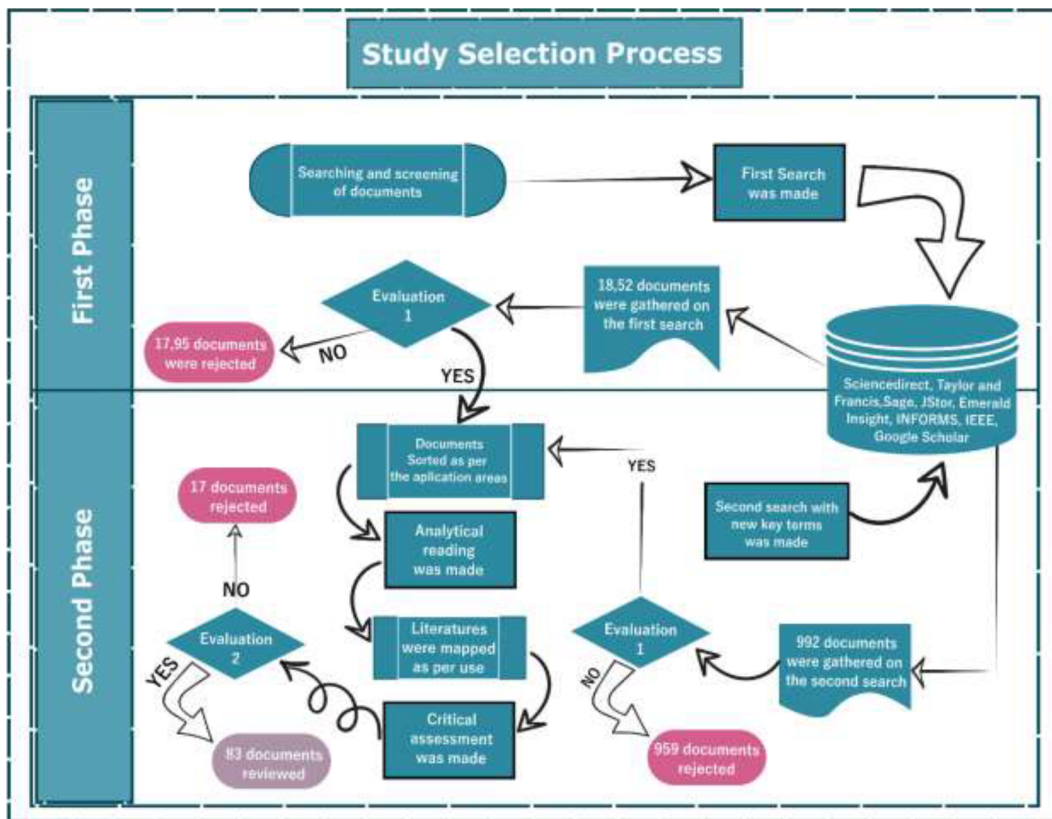 Study Selection Process
First Phase
Searching and screening
of documents
First Search
was made
18,52 documents
were gathered on
the first search
Evaluation
1
NO
17,95 documents
were rejected
YES
Sciencedirect, Taylor and
Francis,Sage, JStor, Emerald
Insight, INFORMS, IEEE,
Google Scholar
Second Phase
Documents
Sorted as per
the aplication areas
YES
17 documents
rejected
Second search with
new key terms
was made
Analytical
reading
was made
NO
Evaluation
2
Literatures
were mapped
as per use
Evaluation
1
992 documents
were gathered on
the second search
YES
NO
Critical
assessment
was made
83 documents
reviewed
959 documents
rejected